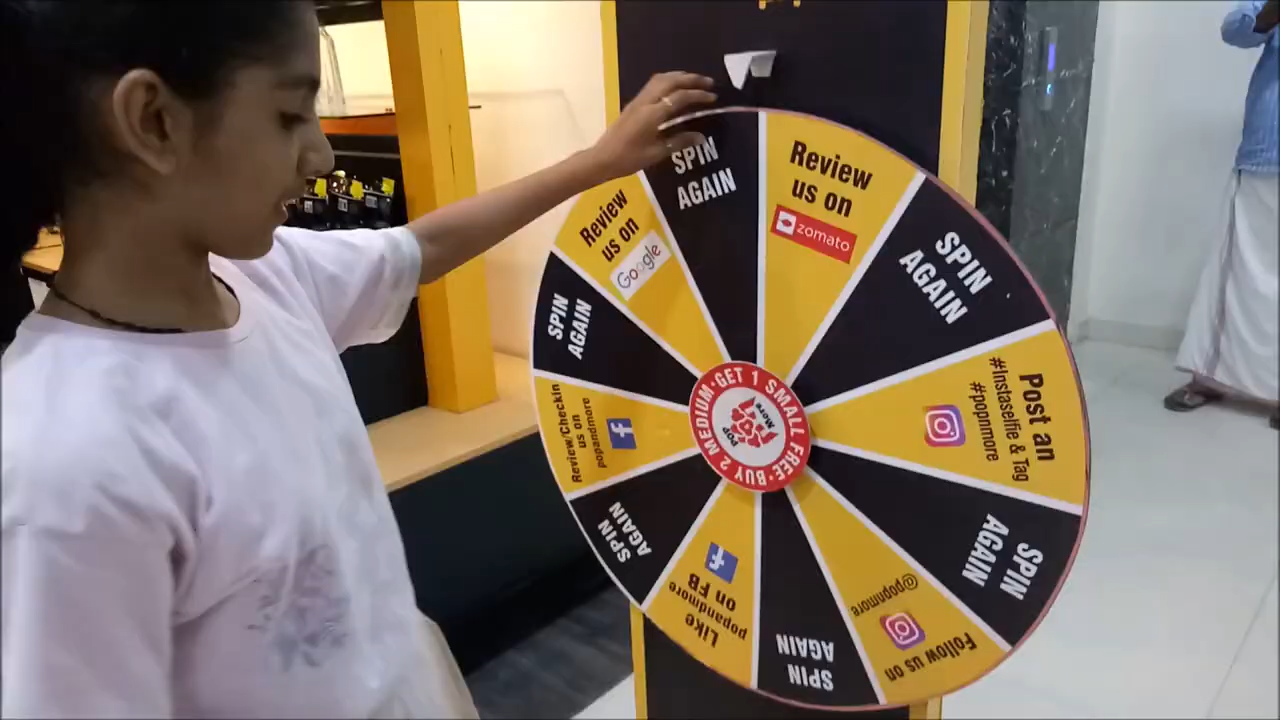 SPIN
AGAIN
Review
us on
zomato
SPIN
AGAIN
Post an
#Instaselfie & Tag
#popnmore
SPIN
AGAIN
Follow us on
@popnmore
SPIN
AGAIN
Like
popandmore
on FB
SPIN
AGAIN
Review/Checkin
us on
popandmore
SPIN
AGAIN
Review
us on
Google
GET 1 SMALL FREE•BUY 2 MEDIUM•
pop
More